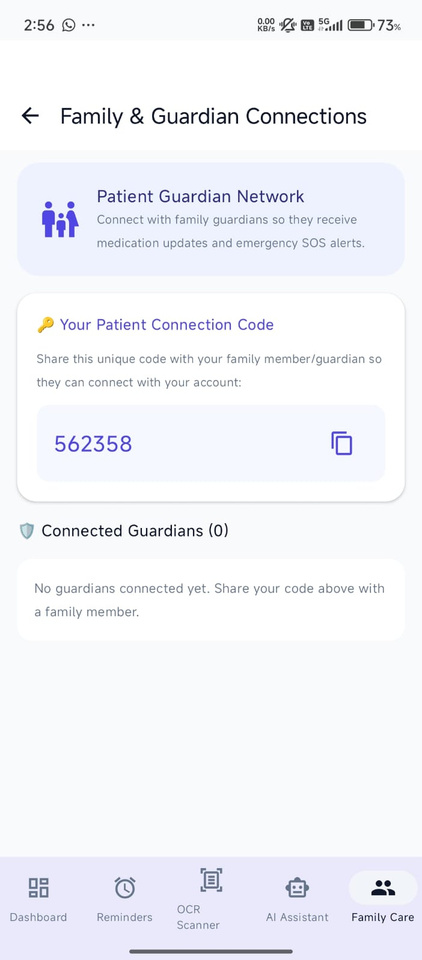 2:56 ...
0.00 KB/s 5G 73%
Family & Guardian Connections
Patient Guardian Network
Connect with family guardians so they receive
medication updates and emergency SOS alerts.
🔑 Your Patient Connection Code
Share this unique code with your family member/guardian so
they can connect with your account:
562358
🛡️ Connected Guardians (0)
No guardians connected yet. Share your code above with
a family member.
Dashboard
Reminders
OCR
Scanner
AI Assistant
Family Care